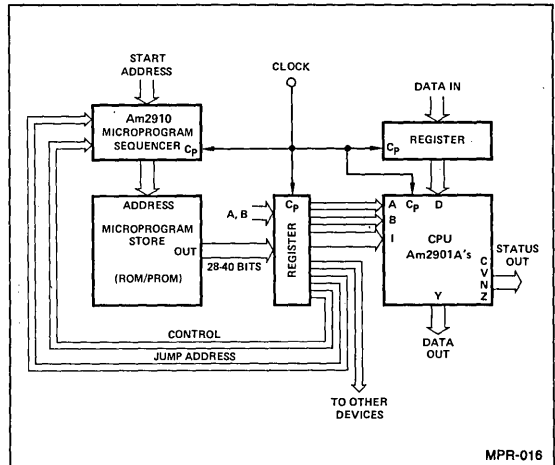 START
ADDRESS
CLOCK
DATA IN
Am2910
MICROPROGRAM
SEQUENCER
CP
CP
REGISTER
ADDRESS
MICROPROGRAM
STORE
OUT
(ROM/PROM)
28-40 BITS
A, B
CP
REGISTER
A
CP
D
B
I
CPU
Am2901A's
C
V
N
Z
STATUS
OUT
Y
DATA
OUT
CONTROL
JUMP ADDRESS
TO OTHER
DEVICES
MPR-016